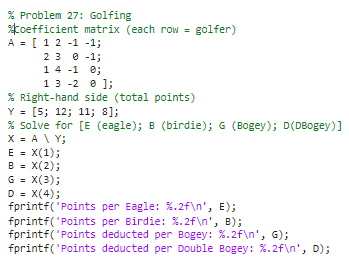 % Problem 27: Golfing
%Coefficient matrix (each row = golfer)
A = [ 1 2 -1 -1;
2 3 0 -1;
1 4 -1 0;
1 3 -2 0 ];
% Right-hand side (total points)
Y = [5; 12; 11; 8];
% Solve for [E (eagle); B (birdie); G (Bogey); D(DBogey)]
X = A \ Y;
E = X(1);
B = X(2);
G = X(3);
D = X(4);
fprintf('Points per Eagle: %.2f\n', E);
fprintf('Points per Birdie: %.2f\n', B);
fprintf('Points deducted per Bogey: %.2f\n', G);
fprintf('Points deducted per Double Bogey: %.2f\n', D);